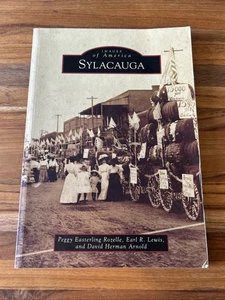 IMAGES
of America
SYLACAUGA
Peggy Easterling Rozelle, Earl R. Lewis,
and David Herman Arnold